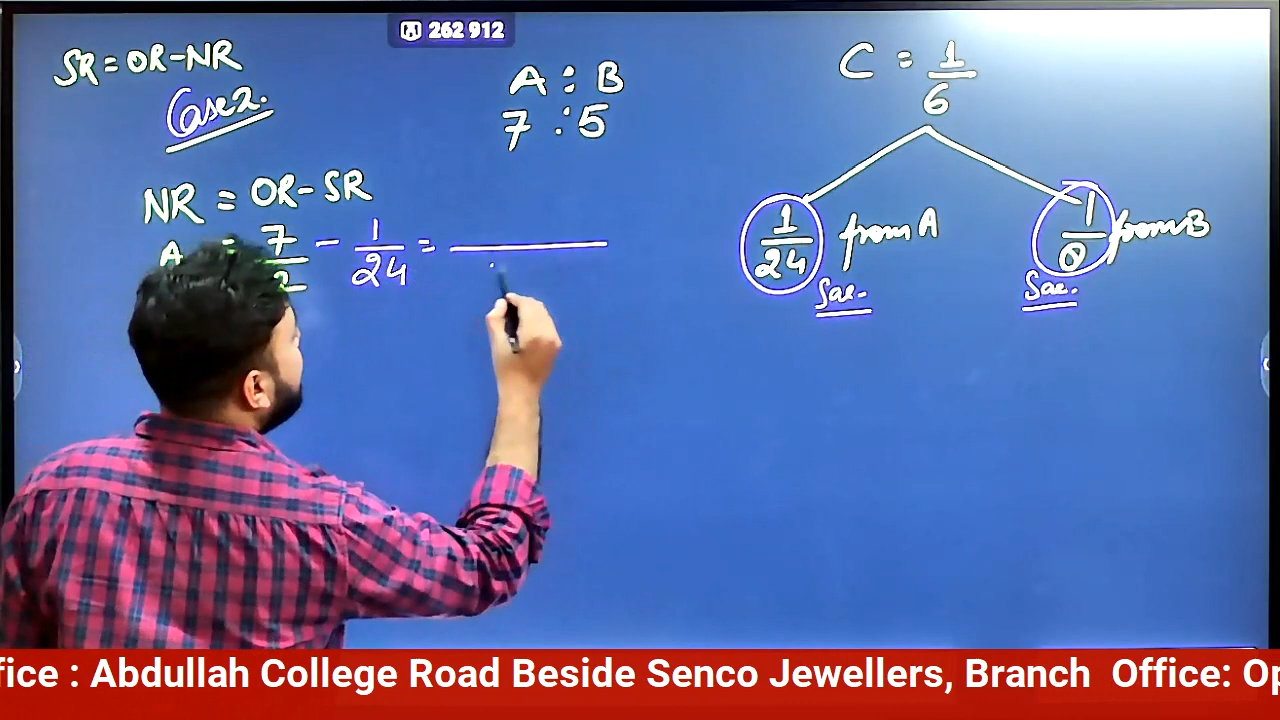 262 912
SR = OR-NR
Case 2.
A : B
7 : 5
C = 1/6
NR = OR-SR
A = 7/ - 1/24 =
1/24 from A
Sac.
1/8 from B
Sac.
fice : Abdullah College Road Beside Senco Jewellers, Branch Office: Op